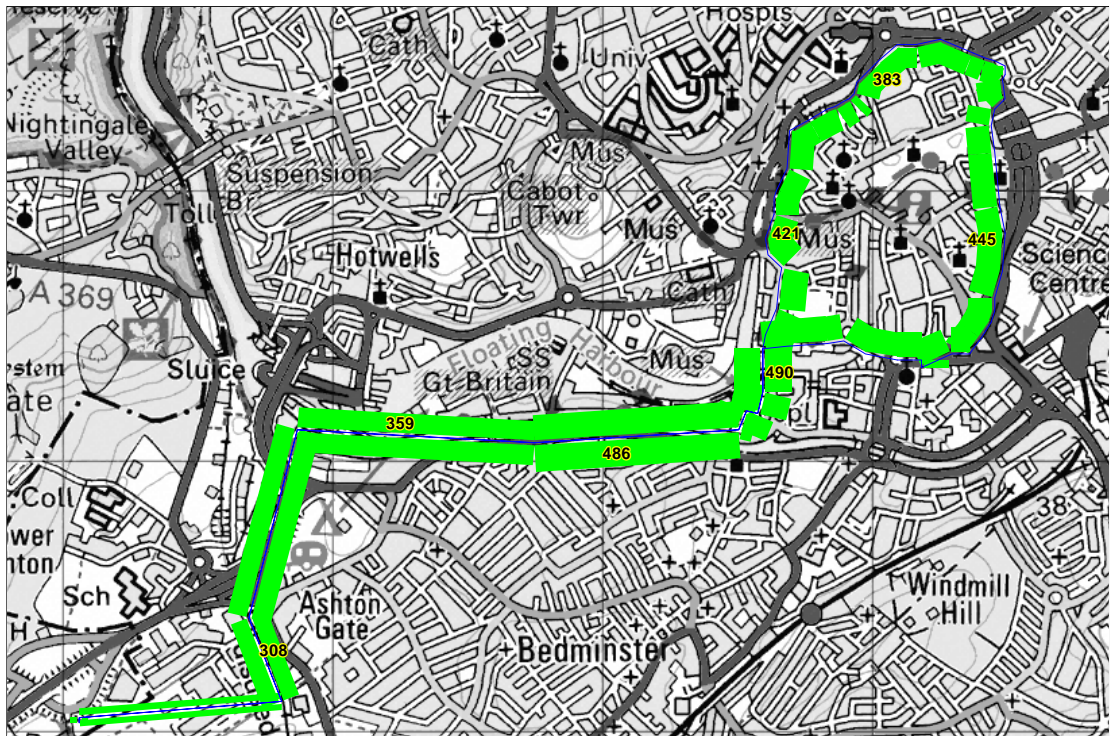 Hospls
Cath
Univ
383
Nightingale
Valley
Mus
Suspension
Br
Toll
Cabot
Twr
Mus
421
Mus
445
Hotwells
Science
Centre
A 369
Cath
Floating
Harbour
SS
Gt Britain
Mus
Sluice
490
359
486
Coll
38
Sch
Ashton
Gate
Windmill
Hill
308
Bedminster